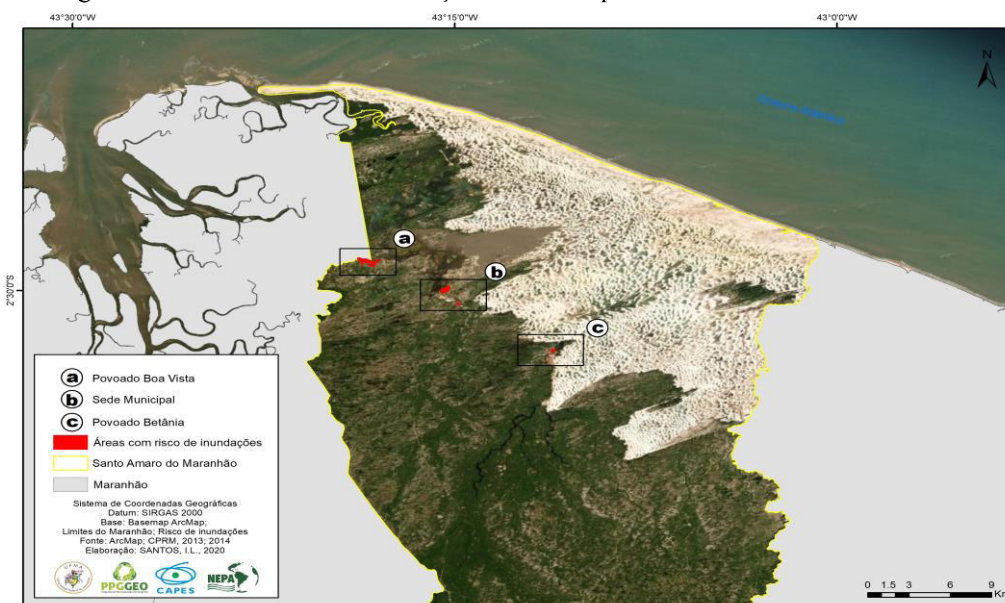 43°30'0"W 43°15'0"W 43°0'0"W
N
a
b
2°30'0"S
c
a Povoado Boa Vista
b Sede Municipal
c Povoado Betânia
Áreas com risco de inundações
Santo Amaro do Maranhão
Maranhão
Sistema de Coordenadas Geográficas
Datum: SIRGAS 2000
Base: Basemap ArcMap;
Limites do Maranhão; Risco de inundações
Fonte: ArcMap; CPRM, 2013; 2014
Elaboração: SANTOS, I.L., 2020
PPGGEO CAPES NEPA
0 1.5 3 6 9